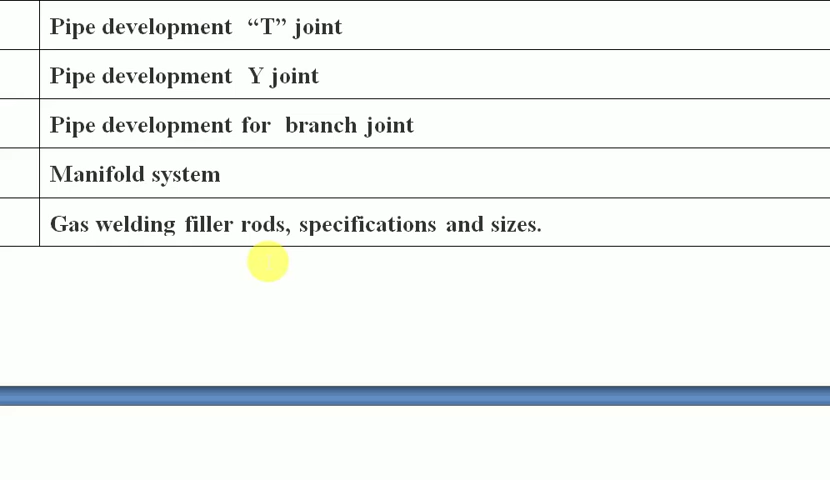 Pipe development “T” joint
Pipe development Y joint
Pipe development for branch joint
Manifold system
Gas welding filler rods, specifications and sizes.